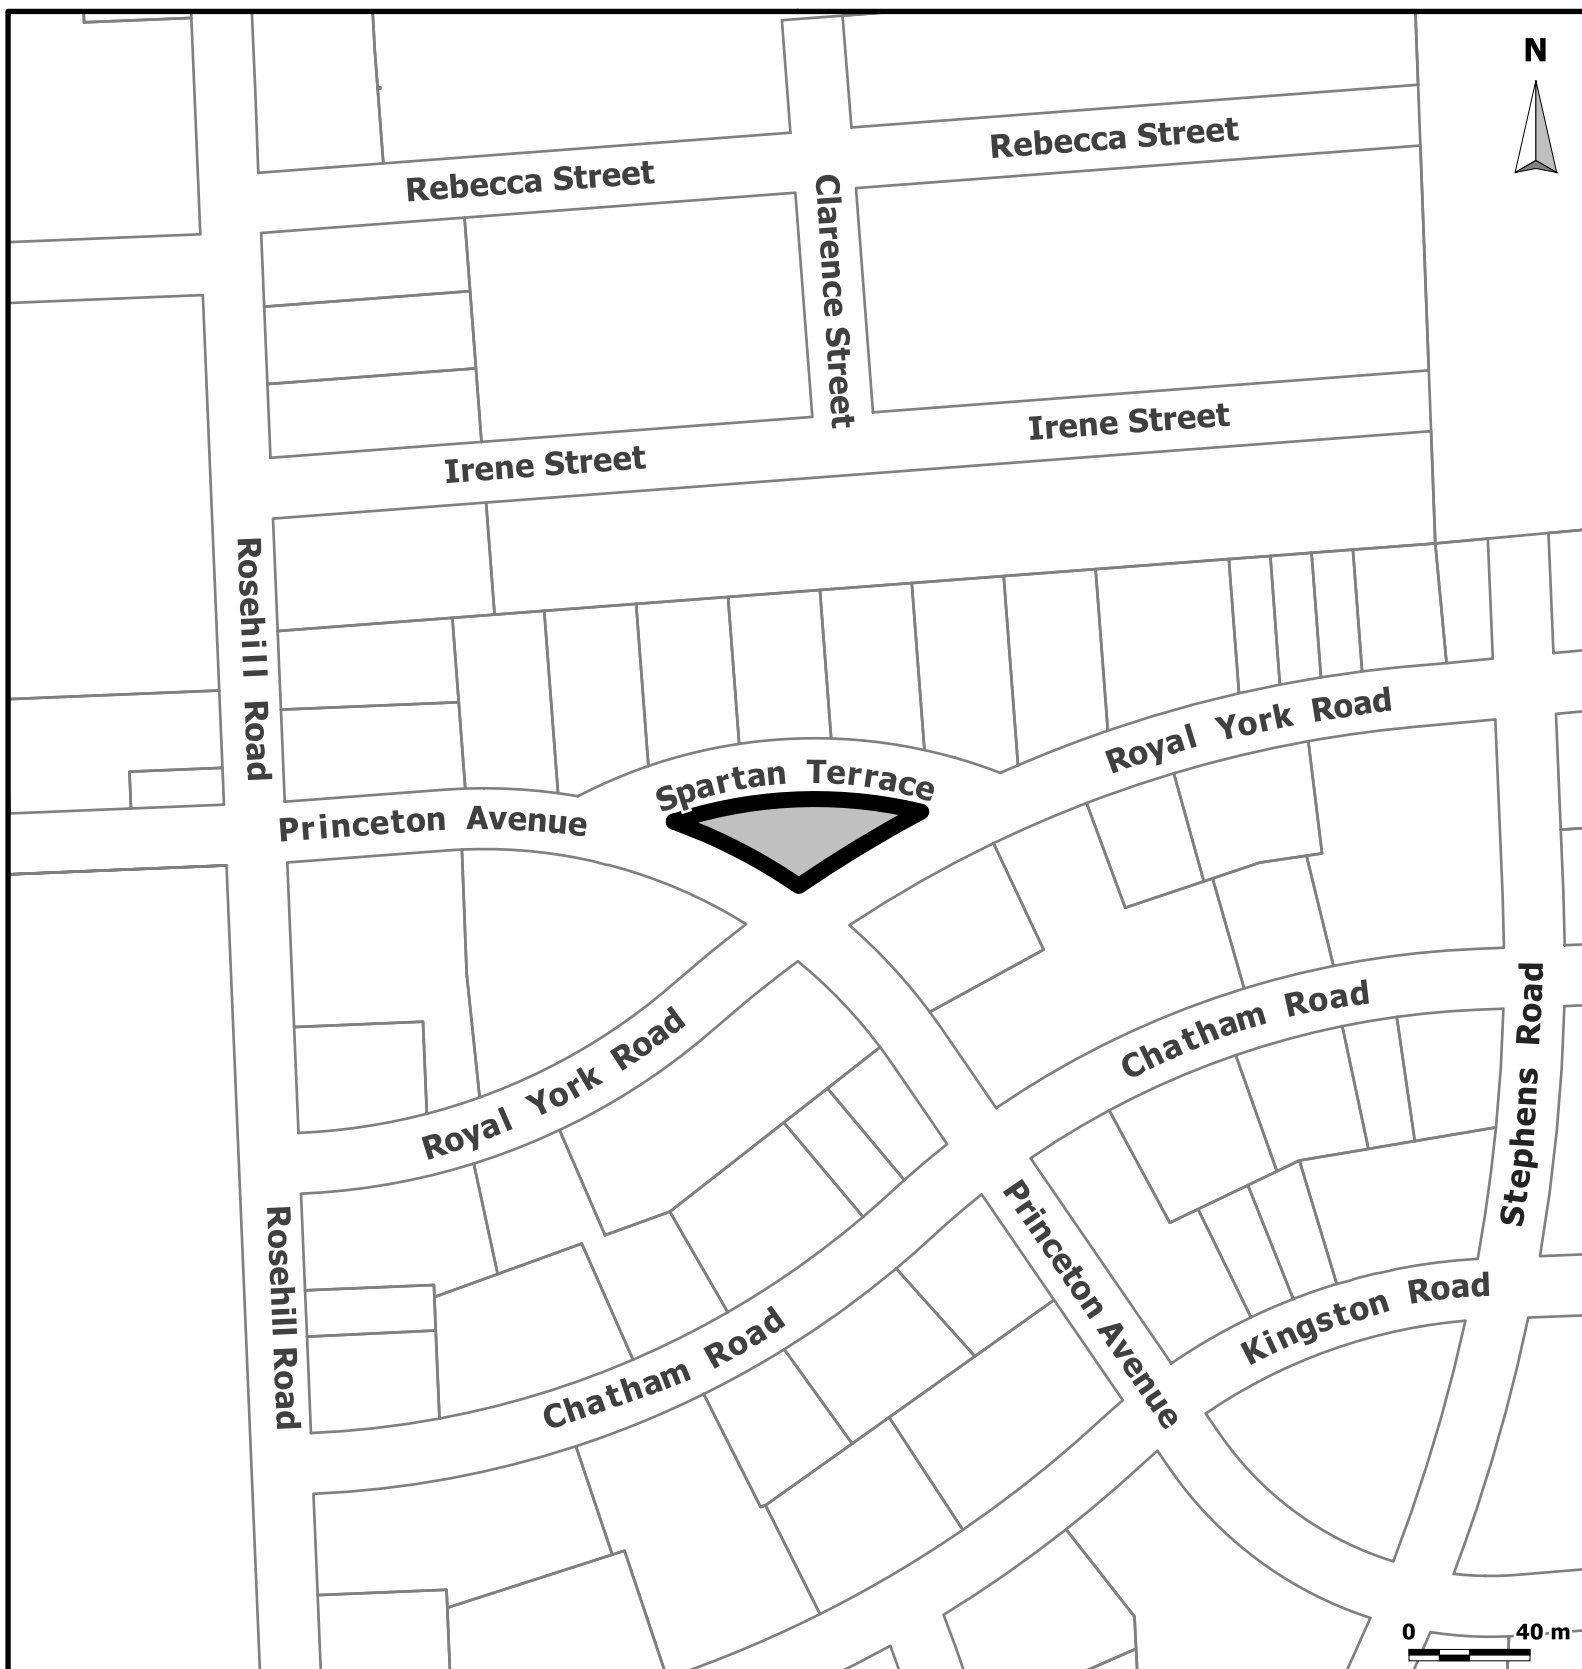 N
Rebecca Street
Rebecca Street
Clarence Street
Irene Street
Irene Street
Rosehill Road
Royal York Road
Spartan Terrace
Princeton Avenue
Chatham Road
Stephens Road
Royal York Road
Princeton Avenue
Rosehill Road
Kingston Road
Chatham Road
0 40 m